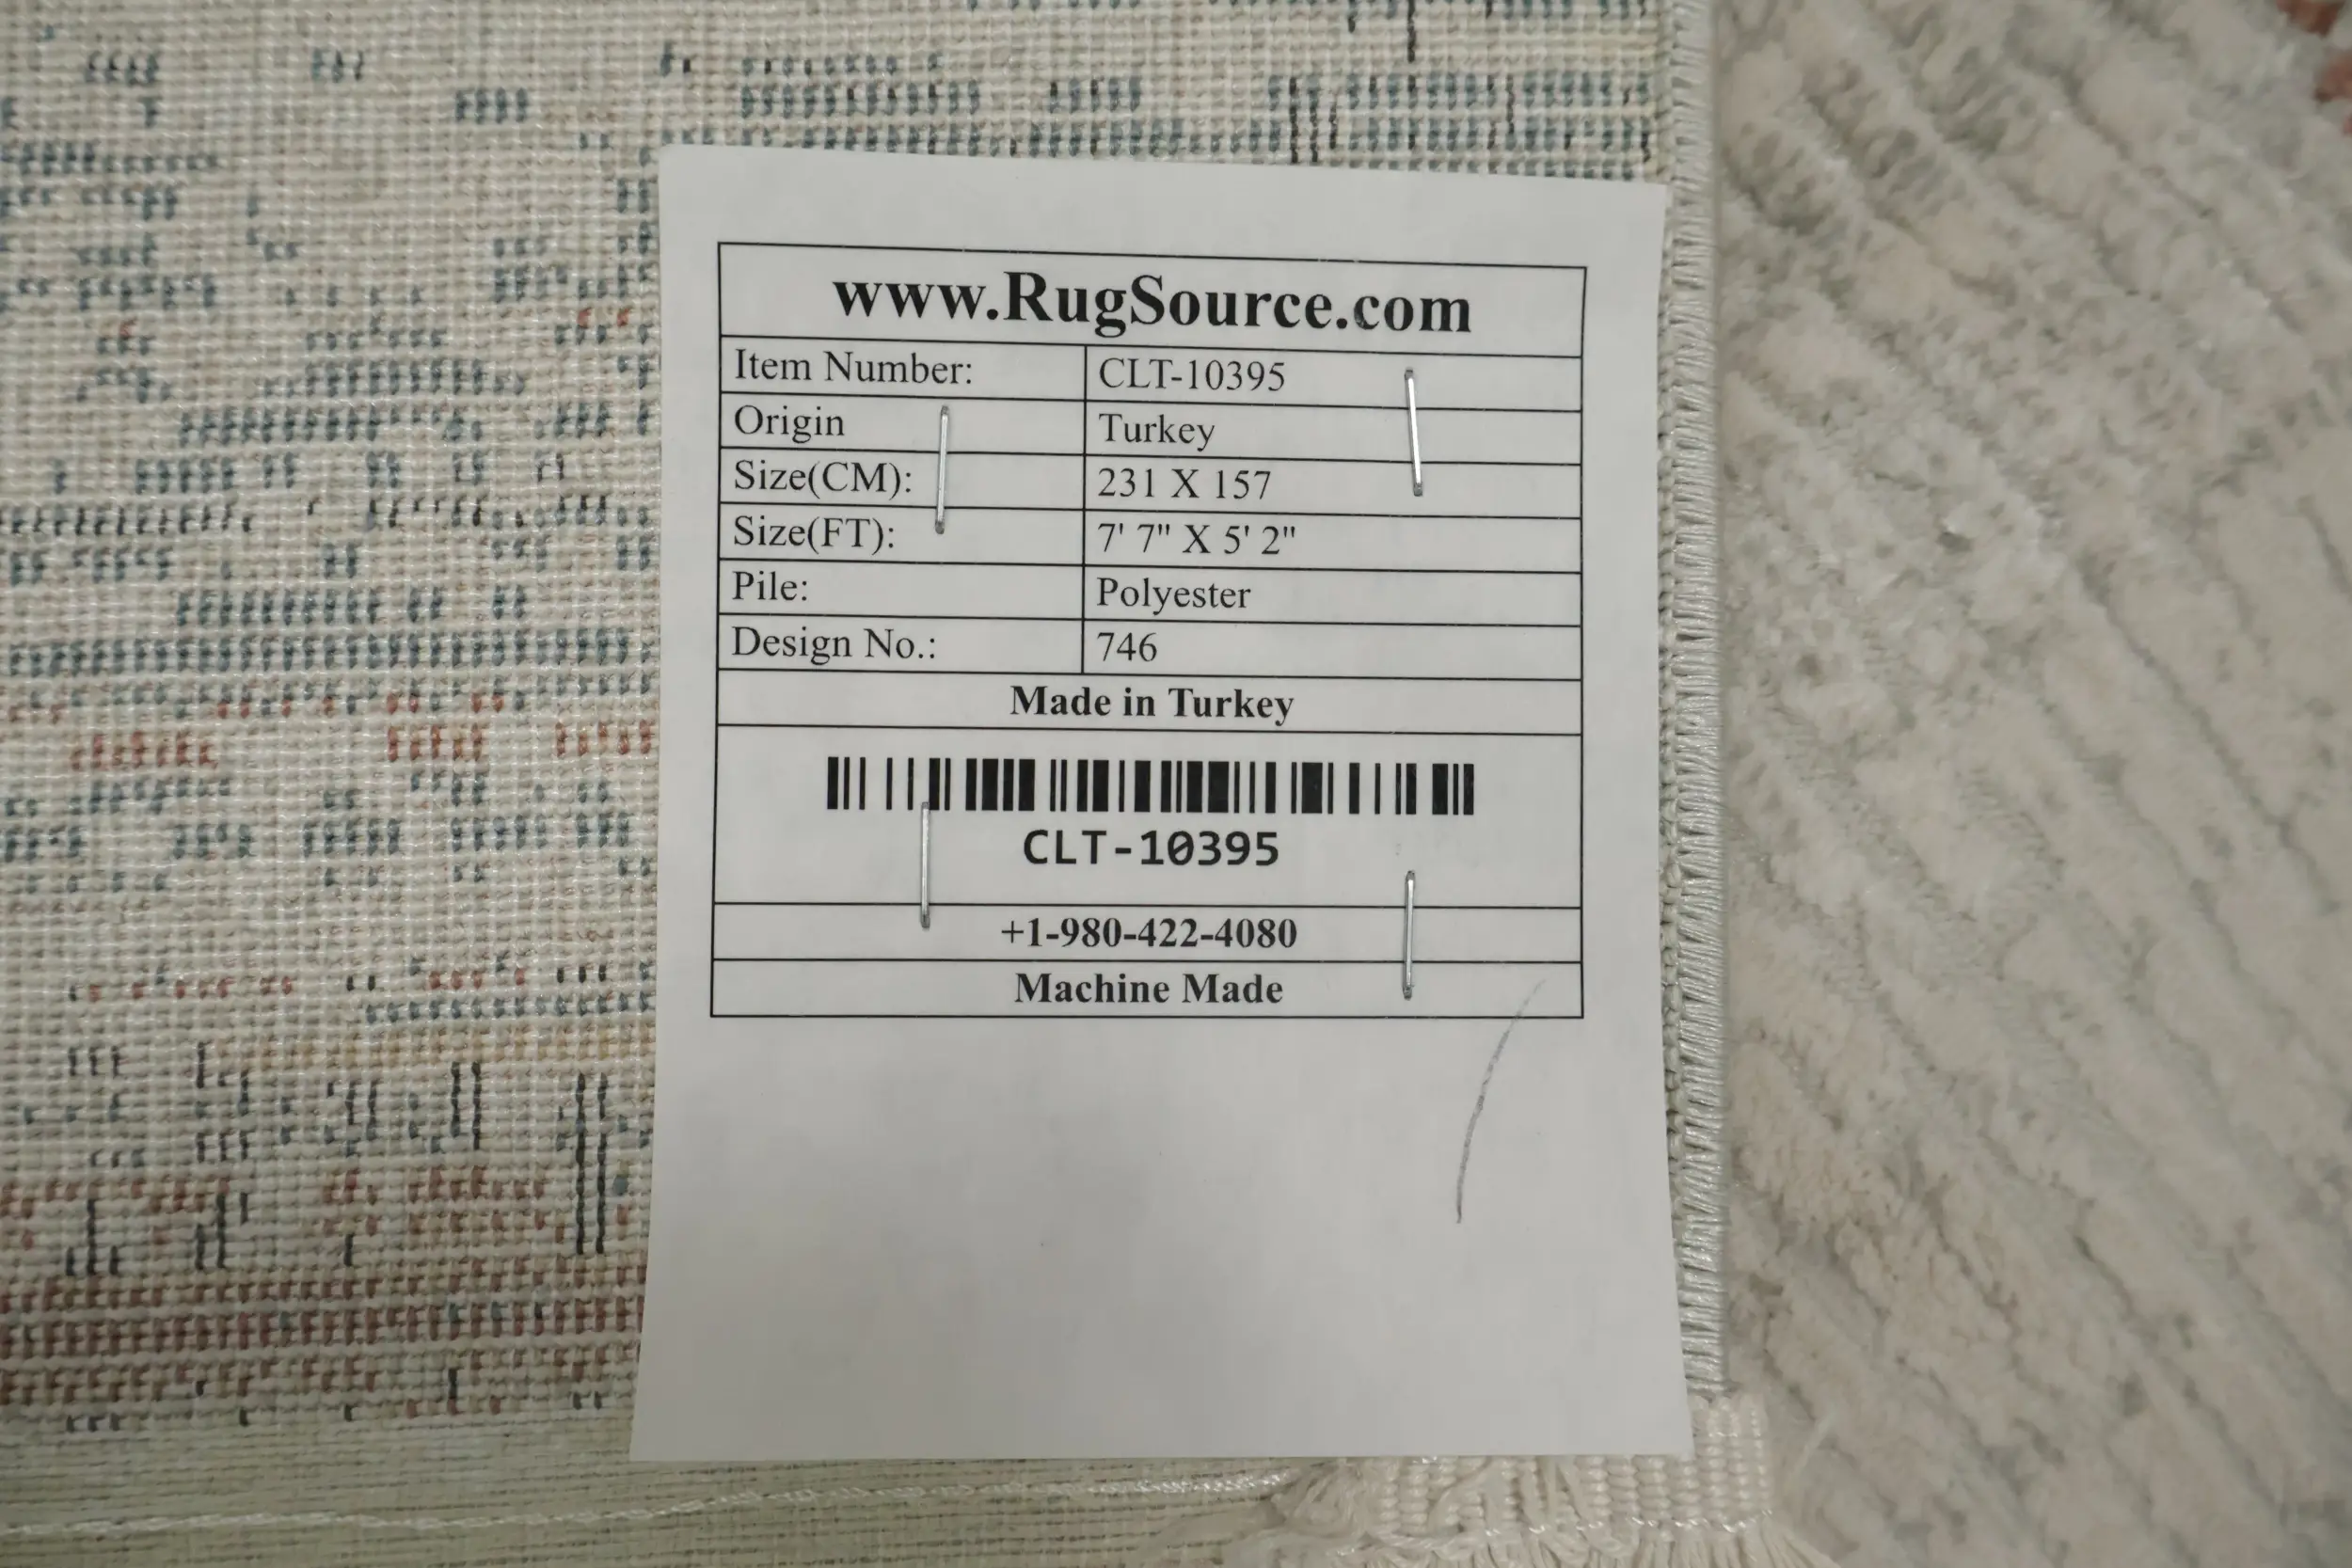 www.RugSource.com
Item Number: CLT-10395
Origin Turkey
Size(CM): 231 X 157
Size(FT): 7' 7" X 5' 2"
Pile: Polyester
Design No.: 746
Made in Turkey
CLT-10395
+1-980-422-4080
Machine Made